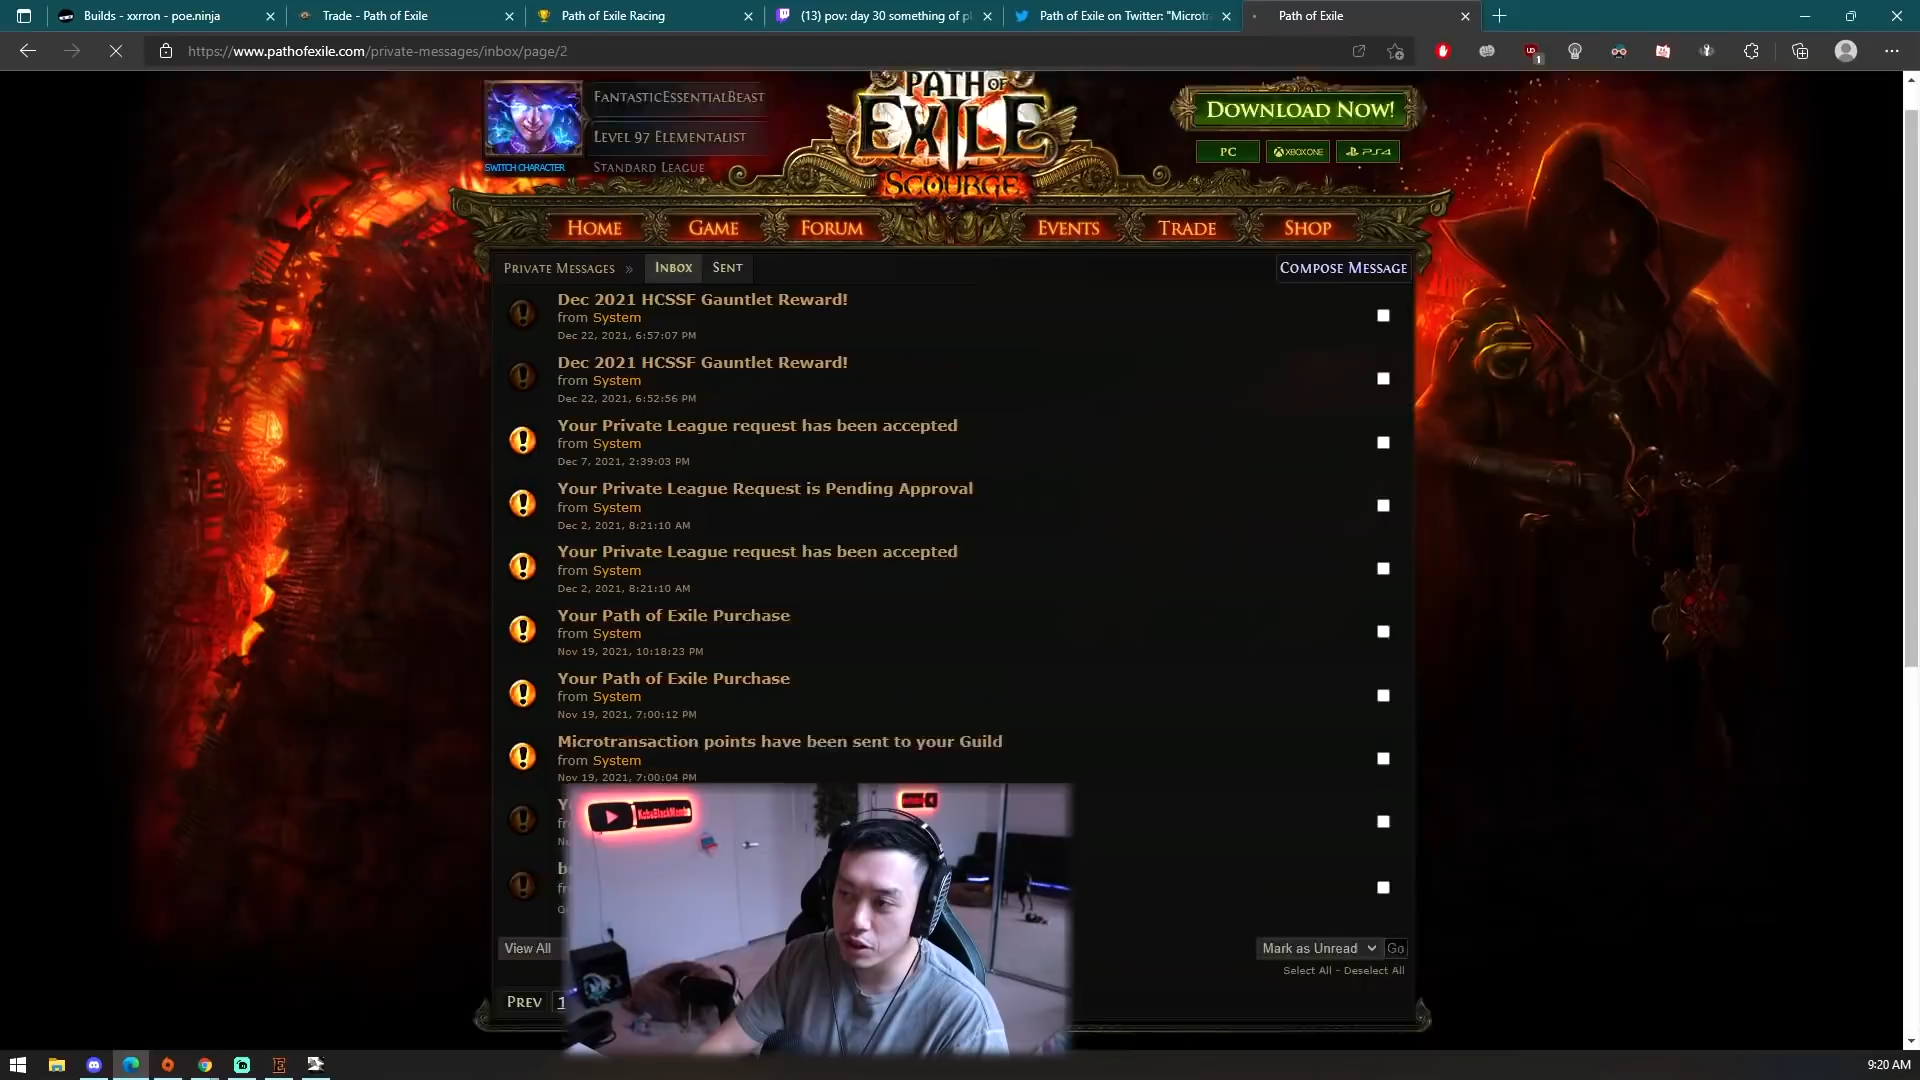 Builds - xxrron - poe.ninja
Trade - Path of Exile
Path of Exile Racing
(13) pov: day 30 something of pl
Path of Exile on Twitter: "Microtr
Path of Exile
https://www.pathofexile.com/private-messages/inbox/page/2
1
FantasticEssentialBeast
Level 97 Elementalist
Switch Character
Standard League
PATH OF
EXILE
SCOURGE
Download Now!
PC
XBOX ONE
PS4
Home
Game
Forum
Events
Trade
Shop
Private Messages »
Inbox
Sent
Compose Message
Dec 2021 HCSSF Gauntlet Reward!
from System
Dec 22, 2021, 6:57:07 PM
Dec 2021 HCSSF Gauntlet Reward!
from System
Dec 22, 2021, 6:52:56 PM
Your Private League request has been accepted
from System
Dec 7, 2021, 2:39:03 PM
Your Private League Request is Pending Approval
from System
Dec 2, 2021, 8:21:10 AM
Your Private League request has been accepted
from System
Dec 2, 2021, 8:21:10 AM
Your Path of Exile Purchase
from System
Nov 19, 2021, 10:18:23 PM
Your Path of Exile Purchase
from System
Nov 19, 2021, 7:00:12 PM
Microtransaction points have been sent to your Guild
from System
Nov 19, 2021, 7:00:04 PM
KobeBlackMamba
View All
Mark as Unread
Go
Select All - Deselect All
Prev
1
9:20 AM